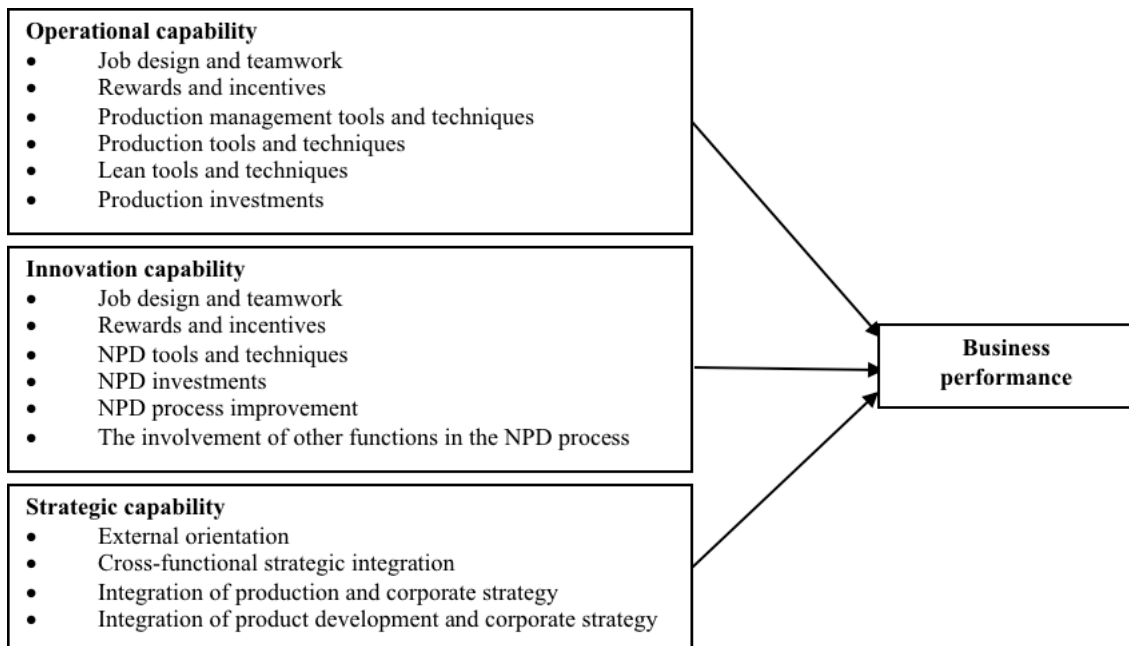 Operational capability
• Job design and teamwork
• Rewards and incentives
• Production management tools and techniques
• Production tools and techniques
• Lean tools and techniques
• Production investments
Innovation capability
• Job design and teamwork
• Rewards and incentives
• NPD tools and techniques
• NPD investments
• NPD process improvement
• The involvement of other functions in the NPD process
Strategic capability
• External orientation
• Cross-functional strategic integration
• Integration of production and corporate strategy
• Integration of product development and corporate strategy
Business
performance